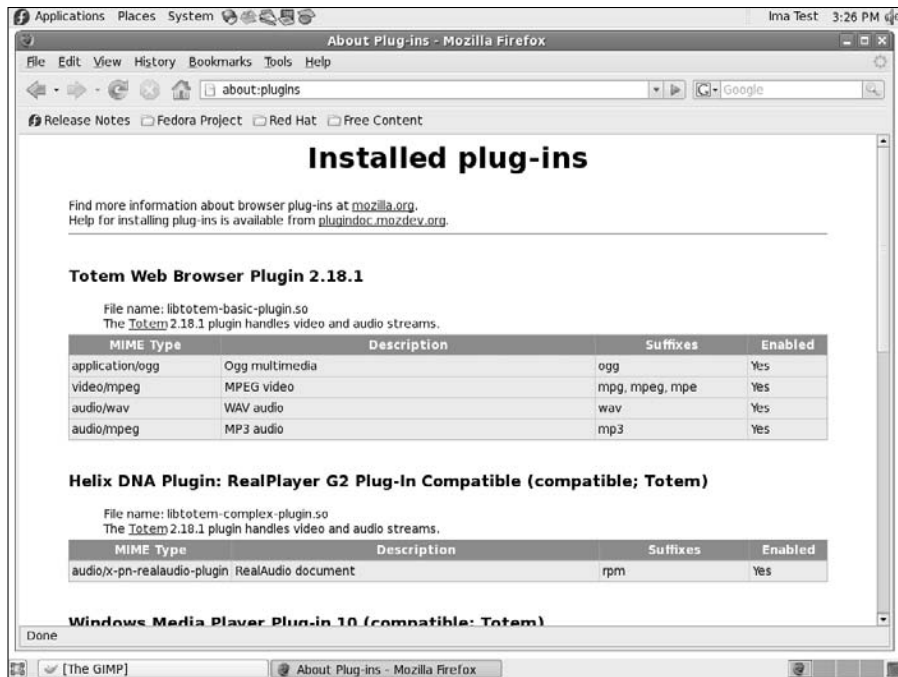 Applications Places System Ima Test 3:26 PM
About Plug-ins - Mozilla Firefox
File Edit View History Bookmarks Tools Help
about:plugins G Google
Release Notes Fedora Project Red Hat Free Content
Installed plug-ins
Find more information about browser plug-ins at mozilla.org.
Help for installing plug-ins is available from plugindoc.mozdev.org.
Totem Web Browser Plugin 2.18.1
File name: libtotem-basic-plugin.so
The Totem 2.18.1 plugin handles video and audio streams.
MIME Type Description Suffixes Enabled
application/ogg Ogg multimedia ogg Yes
video/mpeg MPEG video mpg, mpeg, mpe Yes
audio/wav WAV audio wav Yes
audio/mpeg MP3 audio mp3 Yes
Helix DNA Plugin: RealPlayer G2 Plug-In Compatible (compatible; Totem)
File name: libtotem-complex-plugin.so
The Totem 2.18.1 plugin handles video and audio streams.
MIME Type Description Suffixes Enabled
audio/x-pn-realaudio-plugin RealAudio document rpm Yes
Windows Media Player Plug-in 10 (compatible; Totem)
Done
[The GIMP] About Plug-ins - Mozilla Firefox